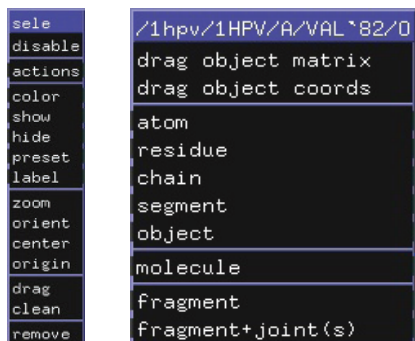 sele
disable
actions
color
show
hide
preset
label
zoom
orient
center
origin
drag
clean
remove
/1hpv/1HPV/A/VAL`82/O
drag object matrix
drag object coords
atom
residue
chain
segment
object
molecule
fragment
fragment+joint(s)